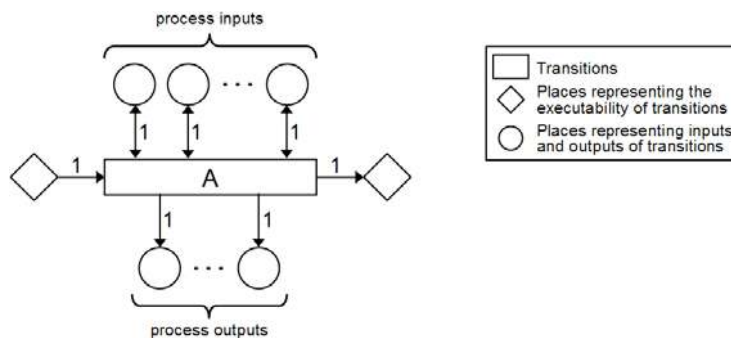 process inputs
Transitions
Places representing the
executability of transitions
Places representing inputs
and outputs of transitions
1 1 1
1 A 1
1 1
process outputs